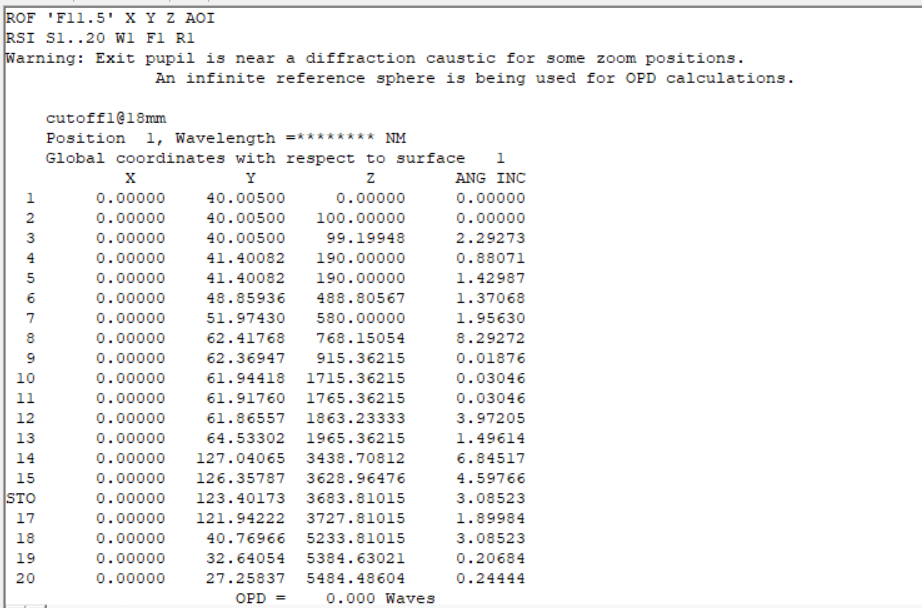 ROF 'F11.5' X Y Z AOI
RSI S1..20 W1 F1 R1
Warning: Exit pupil is near a diffraction caustic for some zoom positions.
An infinite reference sphere is being used for OPD calculations.
cutoff1@18mm
Position 1, Wavelength =******** NM
Global coordinates with respect to surface 1
X Y Z ANG INC
1 0.00000 40.00500 0.00000 0.00000
2 0.00000 40.00500 100.00000 0.00000
3 0.00000 40.00500 99.19948 2.29273
4 0.00000 41.40082 190.00000 0.88071
5 0.00000 41.40082 190.00000 1.42987
6 0.00000 48.85936 488.80567 1.37068
7 0.00000 51.97430 580.00000 1.95630
8 0.00000 62.41768 768.15054 8.29272
9 0.00000 62.36947 915.36215 0.01876
10 0.00000 61.94418 1715.36215 0.03046
11 0.00000 61.91760 1765.36215 0.03046
12 0.00000 61.86557 1863.23333 3.97205
13 0.00000 64.53302 1965.36215 1.49614
14 0.00000 127.04065 3438.70812 6.84517
15 0.00000 126.35787 3628.96476 4.59766
STO 0.00000 123.40173 3683.81015 3.08523
17 0.00000 121.94222 3727.81015 1.89984
18 0.00000 40.76966 5233.81015 3.08523
19 0.00000 32.64054 5384.63021 0.20684
20 0.00000 27.25837 5484.48604 0.24444
OPD = 0.000 Waves